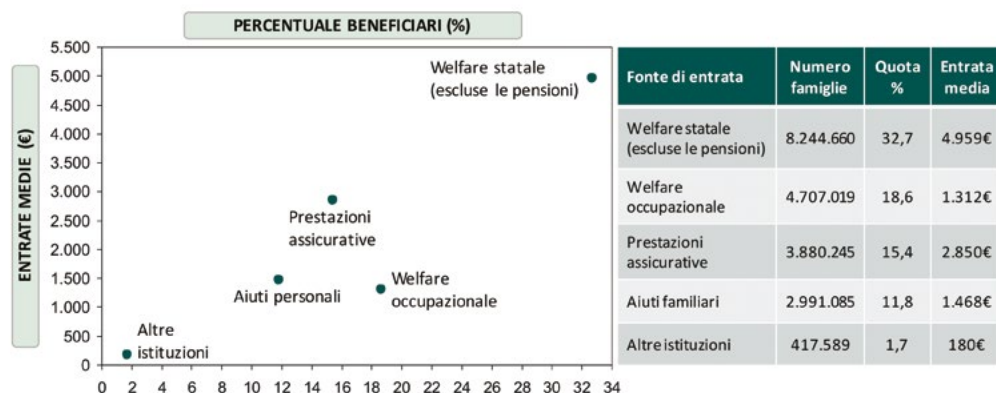 PERCENTUALE BENEFICIARI (%)
ENTRATE MEDIE (€)
5.500
5.000
4.500
4.000
3.500
3.000
2.500
2.000
1.500
1.000
500
0
0 2 4 6 8 10 12 14 16 18 20 22 24 26 28 30 32 34
Welfare statale
(escluse le pensioni)
Prestazioni
assicurative
Aiuti personali
Welfare
occupazionale
Altre
istituzioni
Fonte di entrata
Numero
famiglie
Quota
%
Entrata
media
Welfare statale
(escluse le pensioni)
8.244.660 32,7 4.959€
Welfare
occupazionale
4.707.019 18,6 1.312€
Prestazioni
assicurative
3.880.245 15,4 2.850€
Aiuti familiari 2.991.085 11,8 1.468€
Altre istituzioni 417.589 1,7 180€